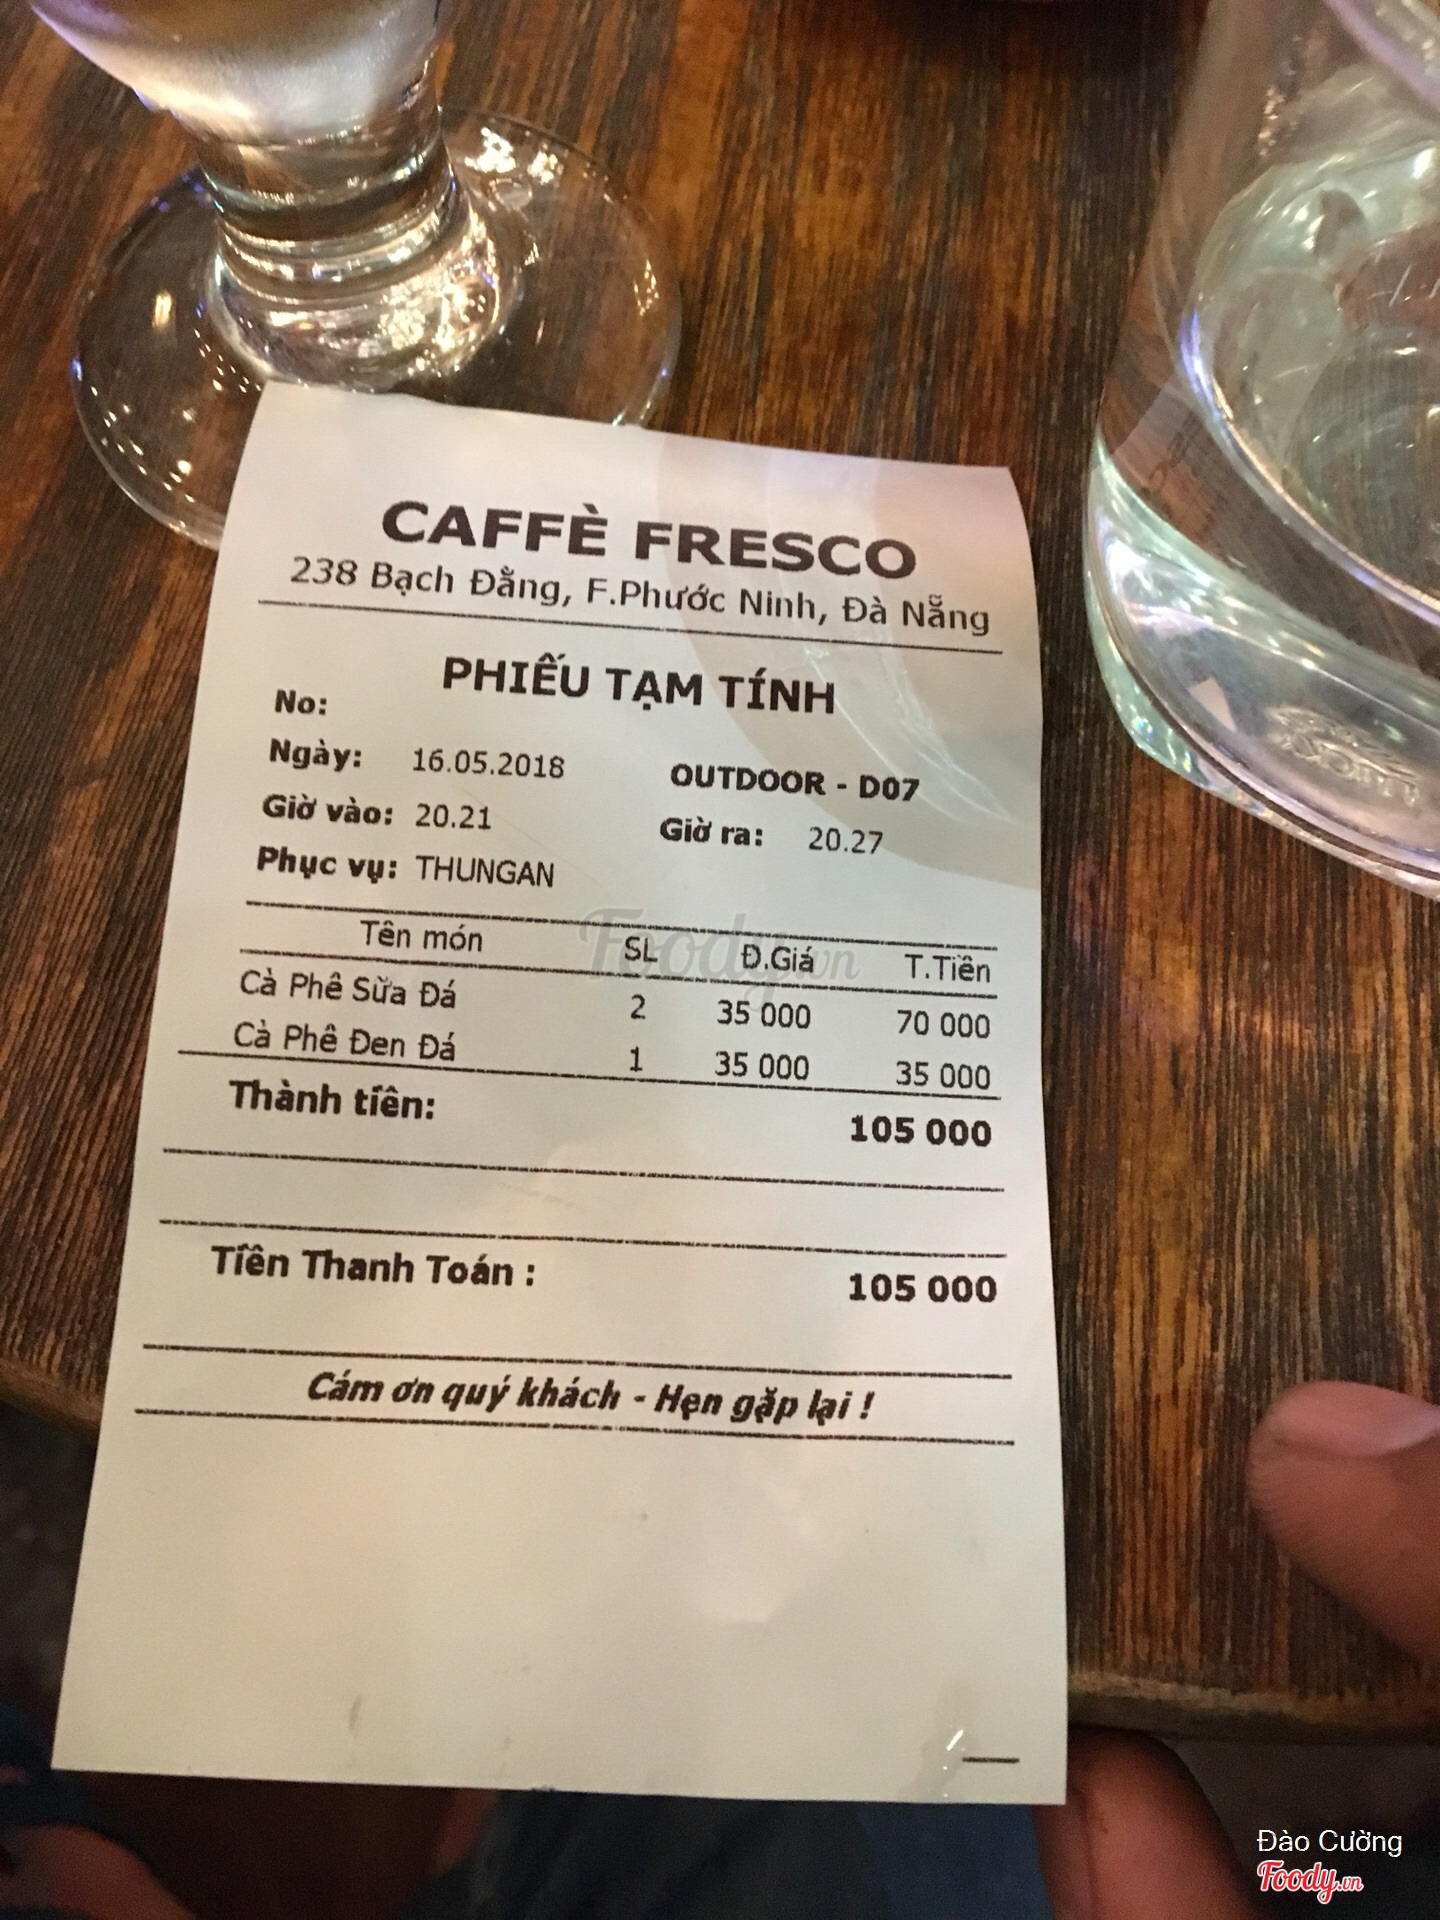 CAFFÈ FRESCO
238 Bạch Đằng, F.Phước Ninh, Đà Nẵng
PHIẾU TẠM TÍNH
No:
Ngày: 16.05.2018 OUTDOOR - D07
Giờ vào: 20.21 Giờ ra: 20.27
Phục vụ: THUNGAN
Tên món SL Đ.Giá T.Tiền
Cà Phê Sữa Đá 2 35 000 70 000
Cà Phê Đen Đá 1 35 000 35 000
Thành tiền: 105 000
Tiền Thanh Toán : 105 000
Cám ơn quý khách - Hẹn gặp lại !
Foody.vn
Đào Cường
Foody.vn